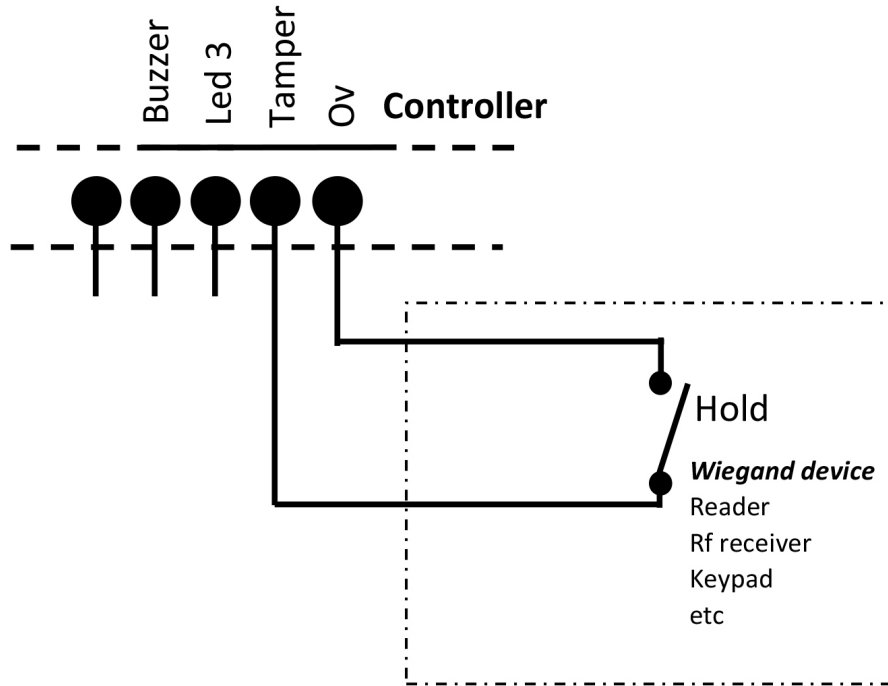 Buzzer
Led 3
Tamper
Ov
Controller
Hold
Wiegand device
Reader
Rf receiver
Keypad
etc